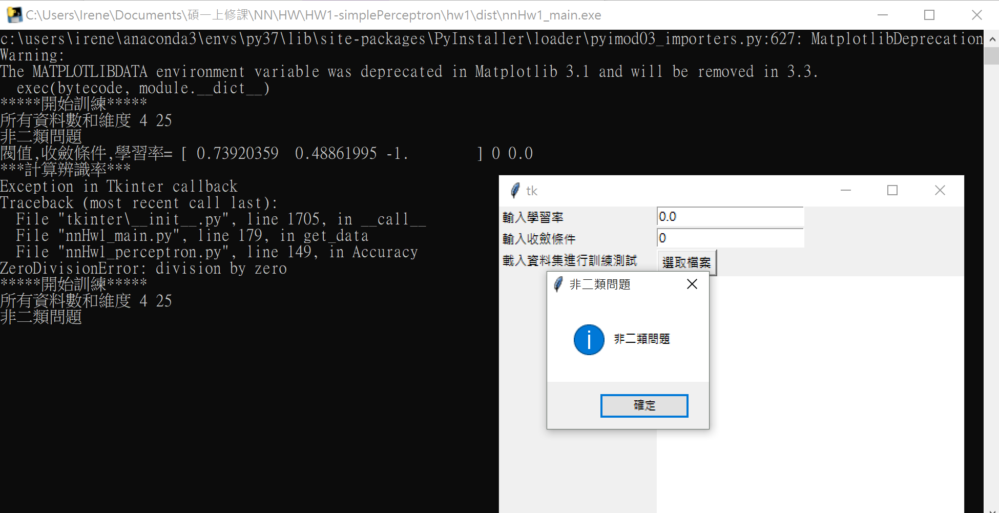 C:\Users\Irene\Documents\碩一上修課\NN\HW\HW1-simplePerceptron\hw1\dist\nnHw1_main.exe
c:\users\irene\anaconda3\envs\py37\lib\site-packages\PyInstaller\loader\pyimod03_importers.py:627: MatplotlibDeprecation
Warning:
The MATPLOTLIBDATA environment variable was deprecated in Matplotlib 3.1 and will be removed in 3.3.
  exec(bytecode, module.__dict__)
*****開始訓練*****
所有資料數和維度 4 25
非二類問題
閥值,收斂條件,學習率= [ 0.73920359  0.48861995 -1.        ] 0 0.0
***計算辨識率***
Exception in Tkinter callback
Traceback (most recent call last):
  File "tkinter\__init__.py", line 1705, in __call__
  File "nnHw1_main.py", line 179, in get_data
  File "nnHw1_perceptron.py", line 149, in Accuracy
ZeroDivisionError: division by zero
*****開始訓練*****
所有資料數和維度 4 25
非二類問題
tk
輸入學習率 0.0
輸入收斂條件 0
載入資料集進行訓練測試 選取檔案
非二類問題
非二類問題
確定